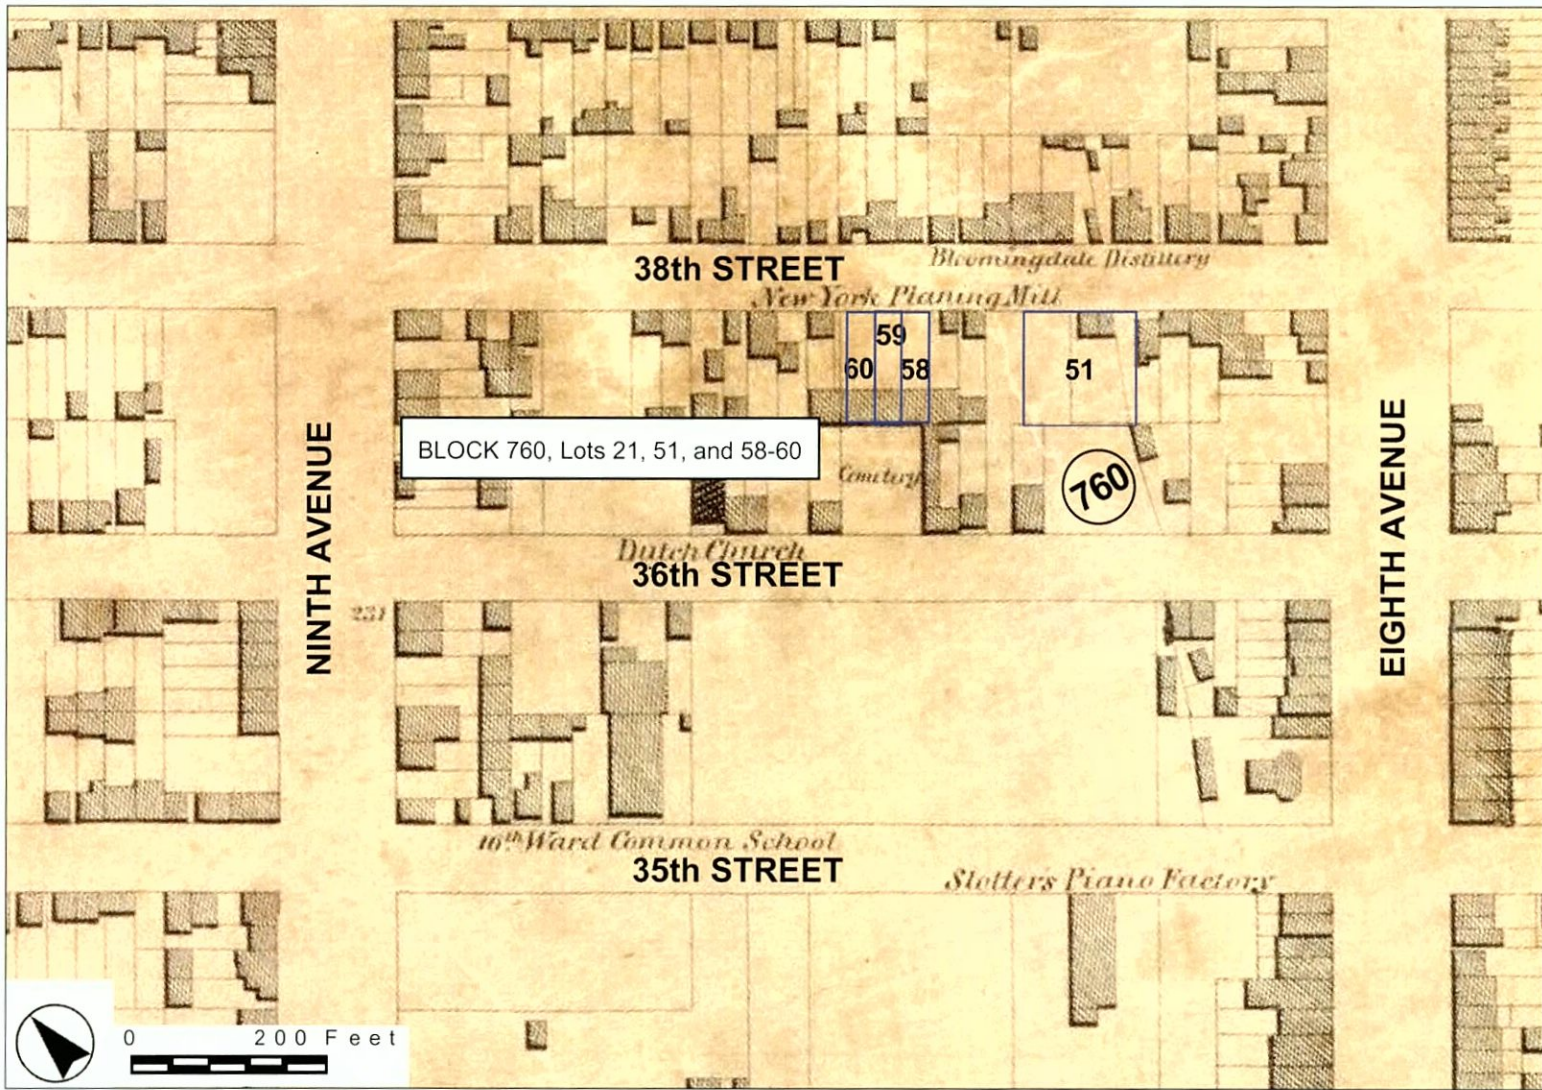 38th STREET
Bloomingdale Distillery
New York Planing Mill
59
60
58
51
NINTH AVENUE
BLOCK 760, Lots 21, 51, and 58-60
Cemetery
760
EIGHTH AVENUE
Dutch Church
36th STREET
231
16th Ward Common School
35th STREET
Slotter's Piano Factory
0 200 Feet